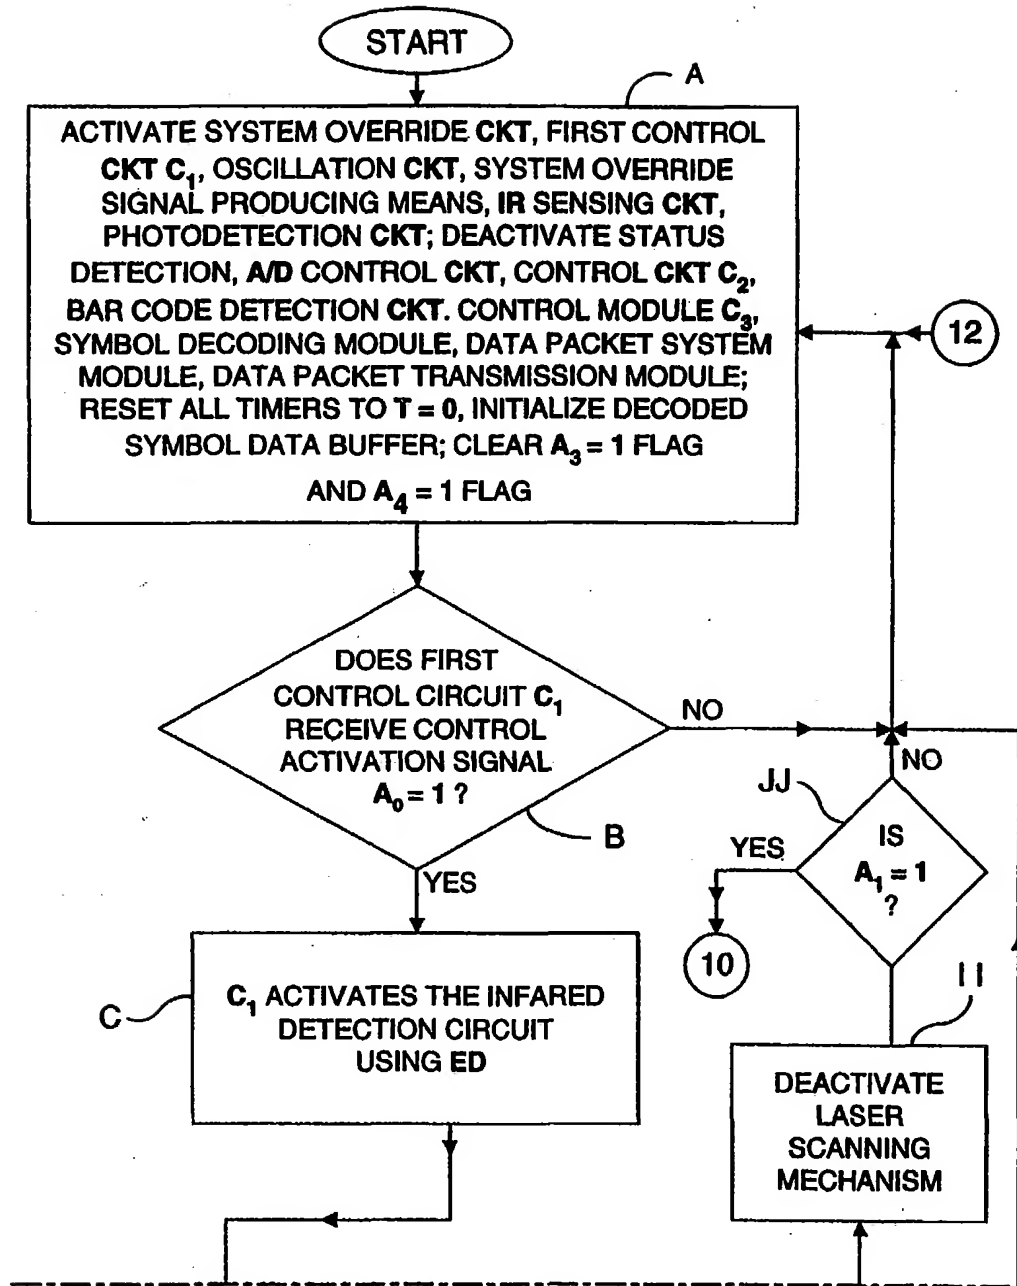 START
A
ACTIVATE SYSTEM OVERRIDE CKT, FIRST CONTROL
CKT C₁, OSCILLATION CKT, SYSTEM OVERRIDE
SIGNAL PRODUCING MEANS, IR SENSING CKT,
PHOTODETECTION CKT; DEACTIVATE STATUS
DETECTION, A/D CONTROL CKT, CONTROL CKT C₂,
BAR CODE DETECTION CKT. CONTROL MODULE C₃,
SYMBOL DECODING MODULE, DATA PACKET SYSTEM
MODULE, DATA PACKET TRANSMISSION MODULE;
RESET ALL TIMERS TO T = 0, INITIALIZE DECODED
SYMBOL DATA BUFFER; CLEAR A₃ = 1 FLAG
AND A₄ = 1 FLAG
12
DOES FIRST
CONTROL CIRCUIT C₁
RECEIVE CONTROL
ACTIVATION SIGNAL
A₀ = 1 ?
NO
B
YES
NO
JJ
IS
A₁ = 1
?
YES
10
C
C₁ ACTIVATES THE INFARED
DETECTION CIRCUIT
USING ED
II
DEACTIVATE
LASER
SCANNING
MECHANISM